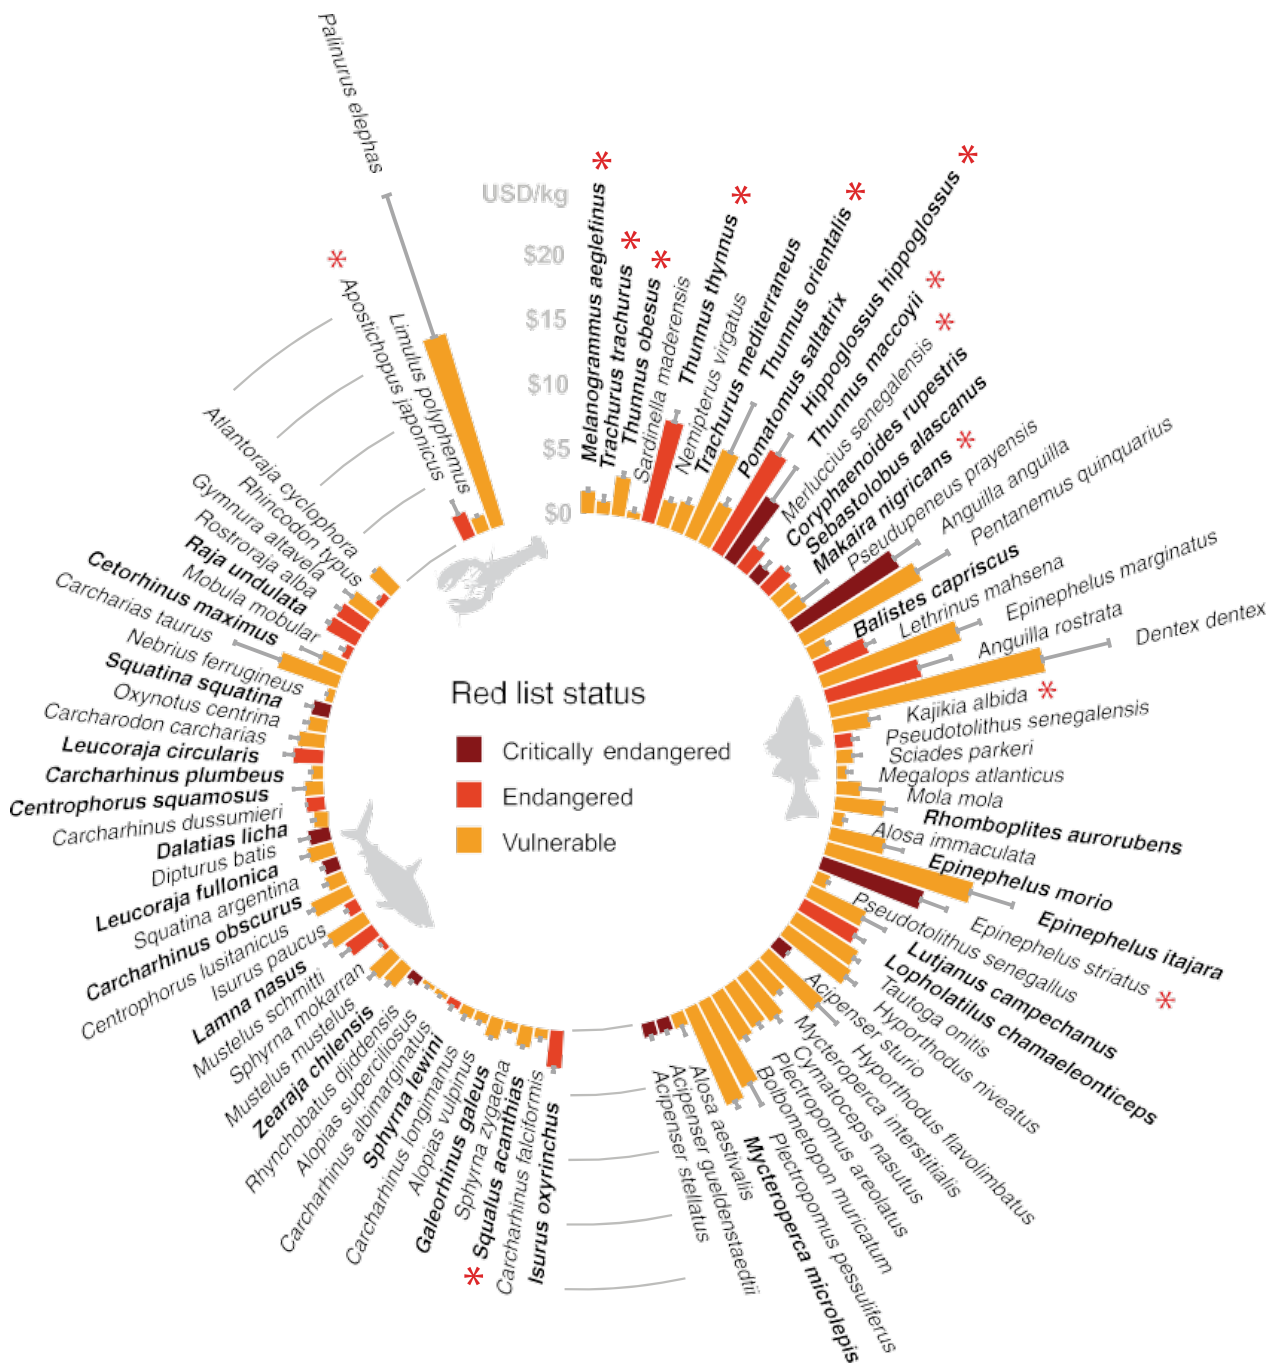 Palinurus elephas
Limulus polyphemus
* Apostichopus japonicus
USD/kg
$20
$15
$10
$5
$0
Melanogrammus aeglefinus *
Trachurus trachurus *
Thunnus obesus *
Sardinella maderensis
Thunnus thynnus *
Nemipterus virgatus
Trachurus mediterraneus
Thunnus orientalis *
Pomatomus saltatrix
Hippoglossus hippoglossus *
Thunnus maccoyii *
Merluccius senegalensis *
Coryphaenoides rupestris
Sebastolobus alascanus
Makaira nigricans *
Pseudupeneus prayensis
Anguilla anguilla
Pentanemus quinquarius
Balistes capriscus
Lethrinus mahsena
Epinephelus marginatus
Anguilla rostrata
Dentex dentex
Kajikia albida *
Pseudotolithus senegalensis
Sciades parkeri
Megalops atlanticus
Mola mola
Rhomboplites aurorubens
Alosa immaculata
Epinephelus morio
Epinephelus itajara
Epinephelus striatus *
Pseudotolithus senegallus
Lutjanus campechanus
Lopholatilus chamaeleonticeps
Tautoga onitis
Hyporthodus niveatus
Acipenser sturio
Hyporthodus flavolimbatus
Mycteroperca interstitialis
Cymatoceps nasutus
Plectropomus areolatus
Bolbometopon muricatum
Plectropomus pessuliferus
Mycteroperca microlepis
Alosa aestivalis
Acipenser gueldenstaedtii
Acipenser stellatus
Isurus oxyrinchus
Carcharhinus falciformis
* Squalus acanthias
Sphyrna zygaena
Galeorhinus galeus
Alopias vulpinus
Carcharhinus longimanus
Sphyrna lewini
Carcharhinus albimarginatus
Alopias superciliosus
Rhynchobatus djiddensis
Zearaja chilensis
Mustelus mustelus
Sphyrna mokarran
Mustelus schmitti
Lamna nasus
Isurus paucus
Centrophorus lusitanicus
Carcharhinus obscurus
Squatina argentina
Leucoraja fullonica
Dipturus batis
Dalatias licha
Carcharhinus dussumieri
Centrophorus squamosus
Carcharhinus plumbeus
Leucoraja circularis
Carcharodon carcharias
Oxynotus centrina
Squatina squatina
Nebrius ferrugineus
Carcharias taurus
Cetorhinus maximus
Mobula mobular
Raja undulata
Rostroraja alba
Gymnura altavela
Rhincodon typus
Atlantoraja cyclophora
Red list status
Critically endangered
Endangered
Vulnerable